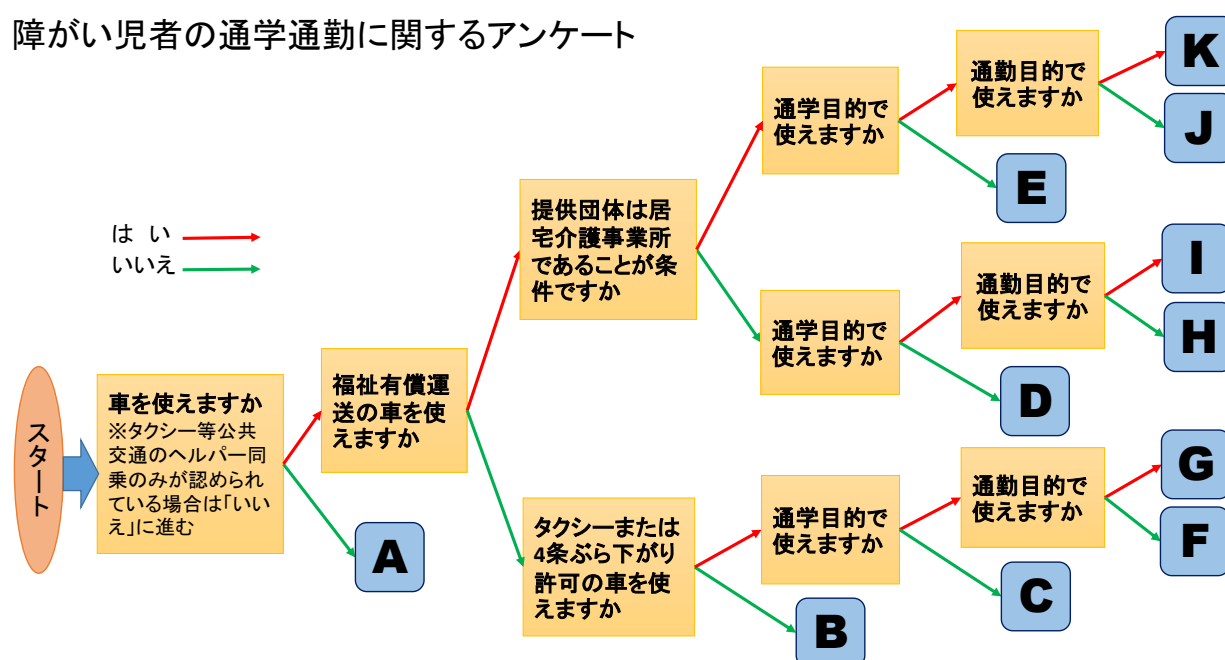 障がい児者の通学通勤に関するアンケート
は い
いいえ
スタート
車を使えますか
※タクシー等公共
交通のヘルパー同
乗のみが認められ
ている場合は「いい
え」に進む
A
福祉有償運
送の車を使
えますか
提供団体は居
宅介護事業所
であることが条
件ですか
タクシーまたは
4条ぶら下がり
許可の車を使
えますか
B
通学目的で
使えますか
E
通勤目的で
使えますか
K
J
通学目的で
使えますか
D
通勤目的で
使えますか
I
H
通学目的で
使えますか
C
通勤目的で
使えますか
G
F